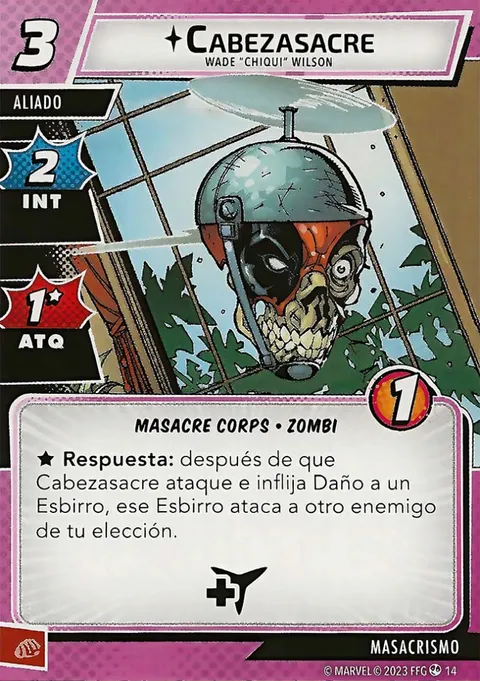 3
CABEZASACRE
WADE "CHIQUI" WILSON
ALIADO
2
INT
1★
ATQ
1
MASACRE CORPS • ZOMBI
★ Respuesta: después de que
Cabezasacre ataque e inflija Daño a un
Esbirro, ese Esbirro ataca a otro enemigo
de tu elección.
MASACRISMO
© MARVEL © 2023 FFG 14